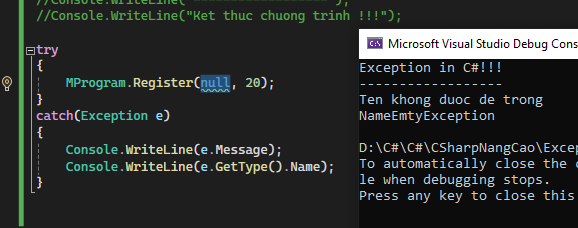 //Console.WriteLine("------------------");
//Console.WriteLine("Ket thuc chuong trinh !!!");
try
{
MProgram.Register(null, 20);
}
catch(Exception e)
{
Console.WriteLine(e.Message);
Console.WriteLine(e.GetType().Name);
}
Microsoft Visual Studio Debug Cons
Exception in C#!!!
------------------
Ten khong duoc de trong
NameEmtyException
D:\C#\C#\CSharpNangCao\Excep
To automatically close the c
le when debugging stops.
Press any key to close this